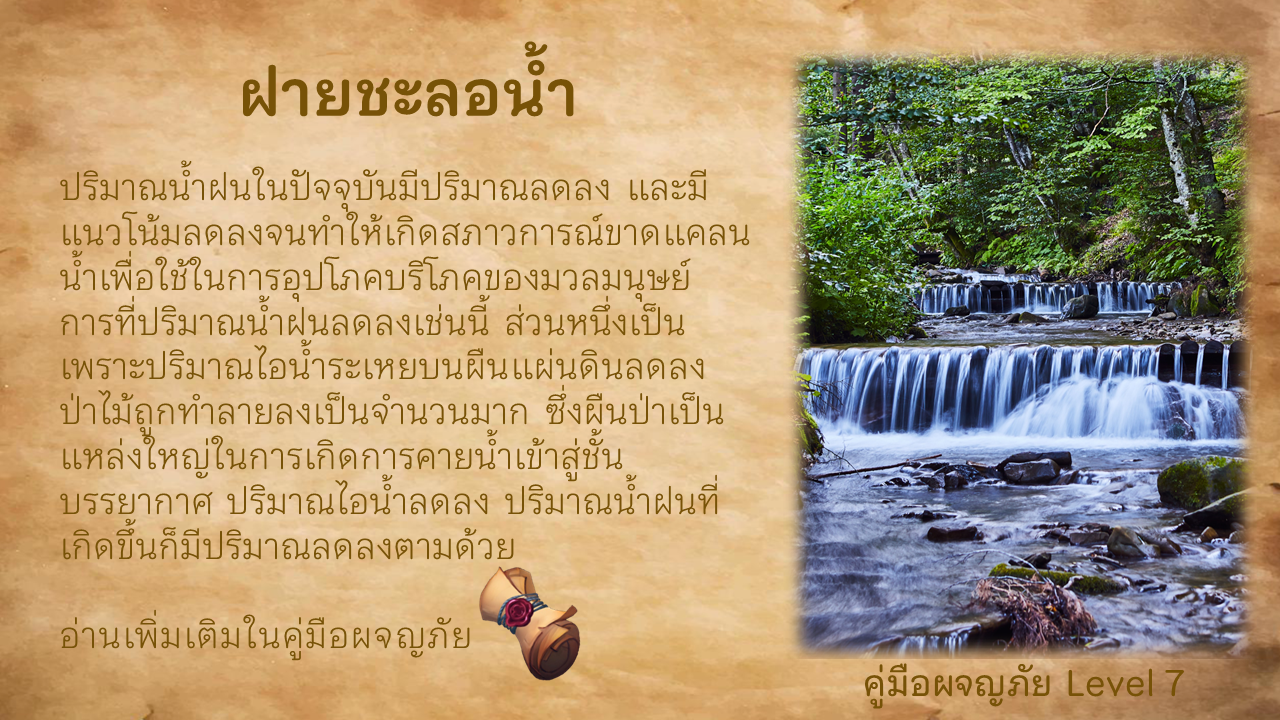 ฝายชะลอน้ำ
ปริมาณน้ำฝนในปัจจุบันมีปริมาณลดลง และมี
แนวโน้มลดลงจนทำให้เกิดสภาวการณ์ขาดแคลน
น้ำเพื่อใช้ในการอุปโภคบริโภคของมวลมนุษย์
การที่ปริมาณน้ำฝนลดลงเช่นนี้ ส่วนหนึ่งเป็น
เพราะปริมาณไอน้ำระเหยบนผืนแผ่นดินลดลง
ป่าไม้ถูกทำลายลงเป็นจำนวนมาก ซึ่งผืนป่าเป็น
แหล่งใหญ่ในการเกิดการคายน้ำเข้าสู่ชั้น
บรรยากาศ ปริมาณไอน้ำลดลง ปริมาณน้ำฝนที่
เกิดขึ้นก็มีปริมาณลดลงตามด้วย
อ่านเพิ่มเติมในคู่มือผจญภัย
คู่มือผจญภัย Level 7